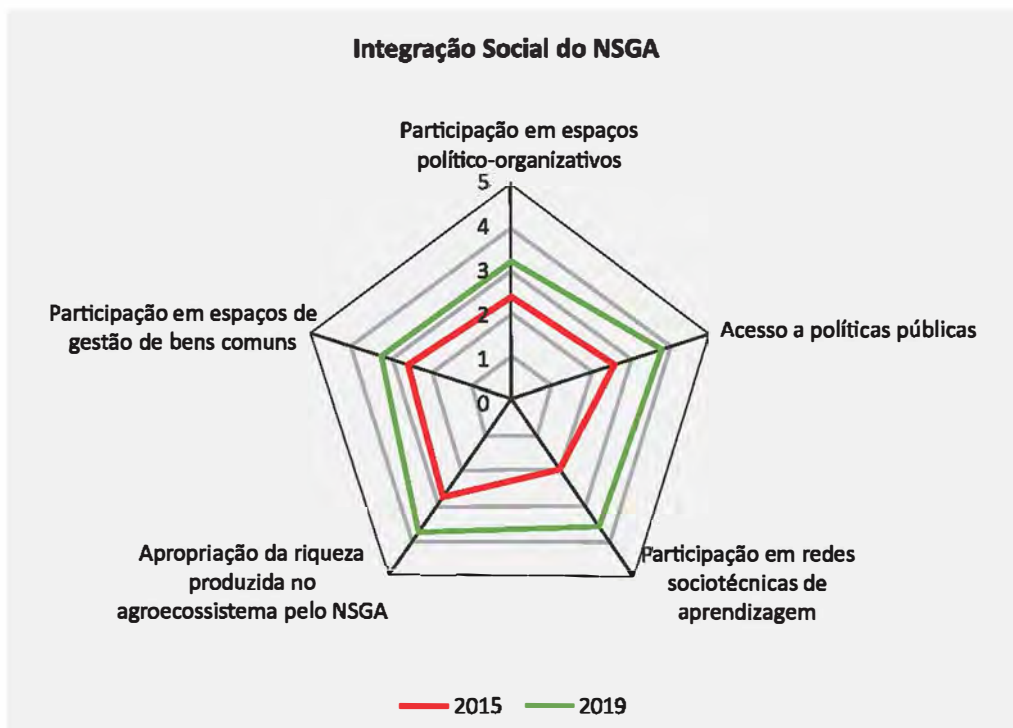 Integração Social do NSGA
Participação em espaços
político-organizativos
5
4
3
2
1
0
Acesso a políticas públicas
Participação em redes
sociotécnicas de
aprendizagem
Apropriação da riqueza
produzida no
agroecossistema pelo NSGA
Participação em espaços de
gestão de bens comuns
2015
2019